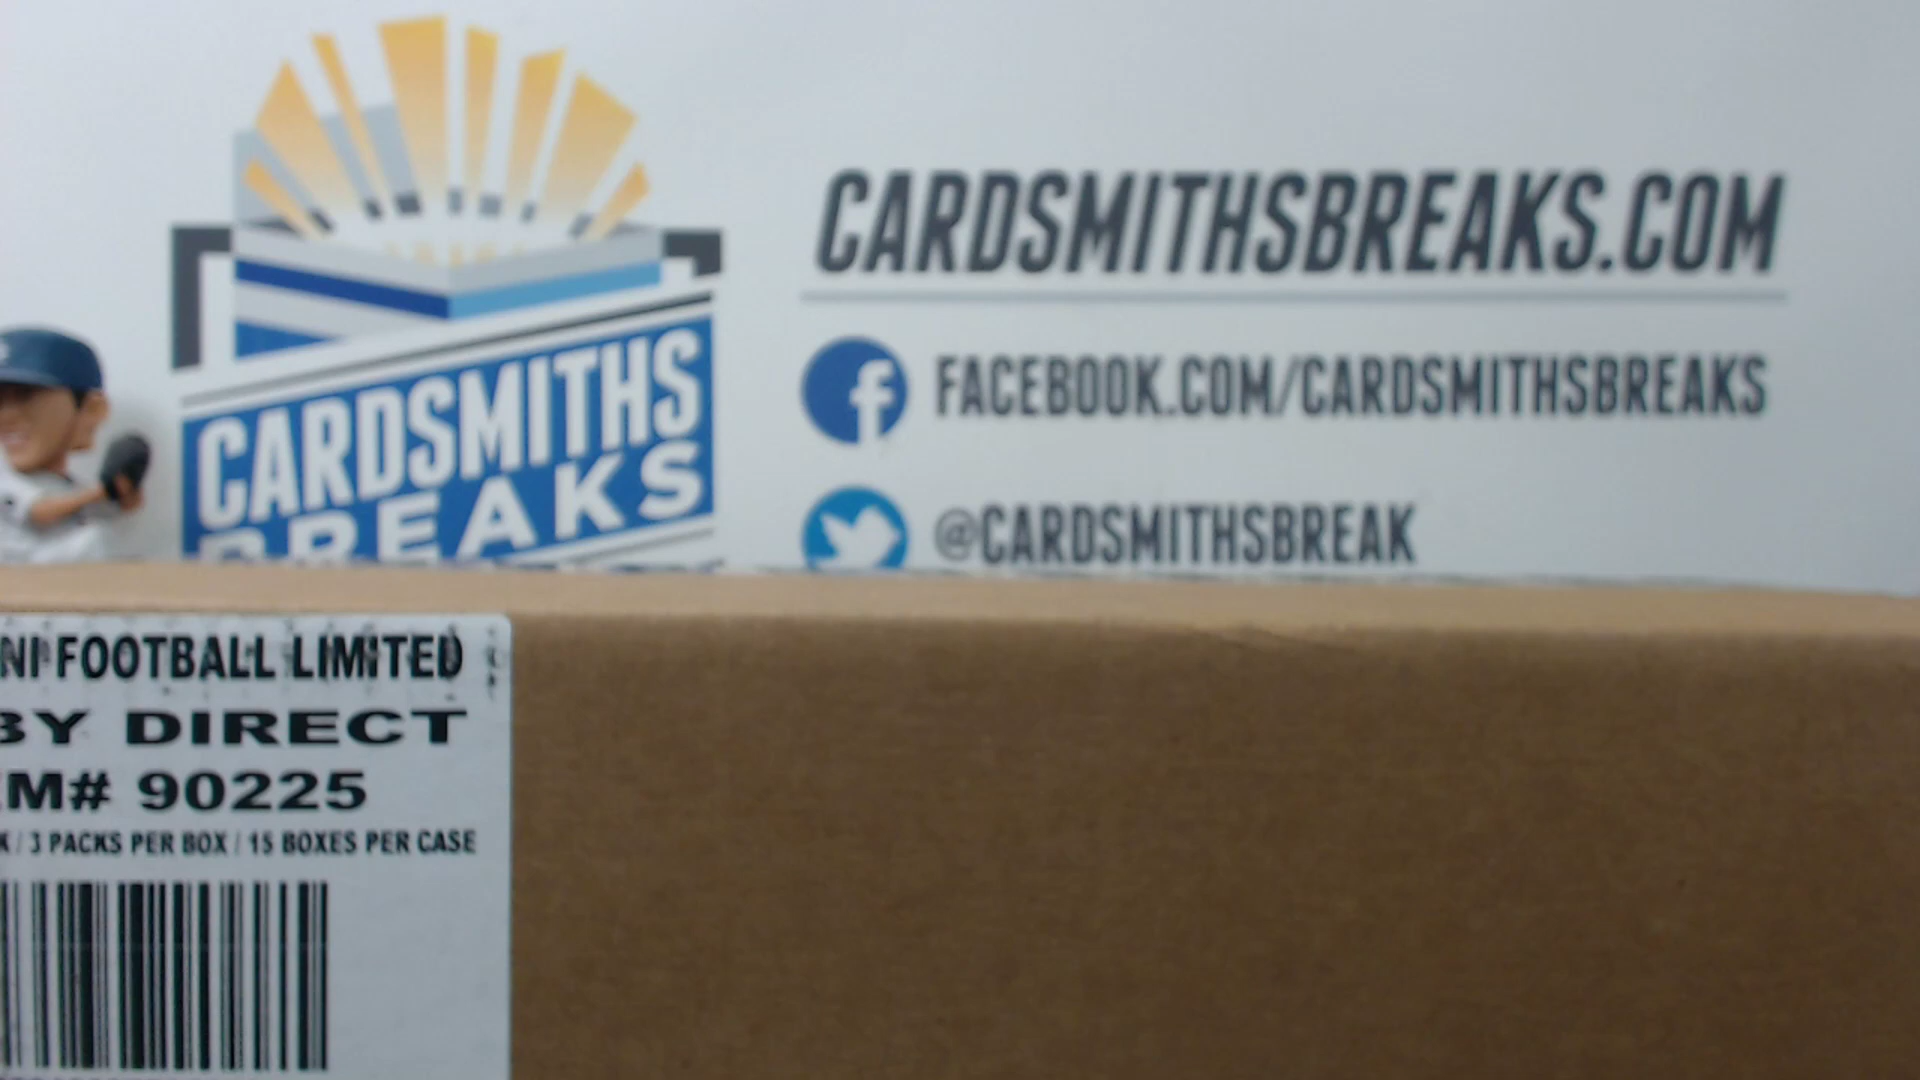 CARDSMITHSBREAKS.COM
FACEBOOK.COM/CARDSMITHSBREAKS
@CARDSMITHSBREAK
CARDSMITHS
BREAKS
NI FOOTBALL LIMITED
BY DIRECT
EM# 90225
K / 3 PACKS PER BOX / 15 BOXES PER CASE